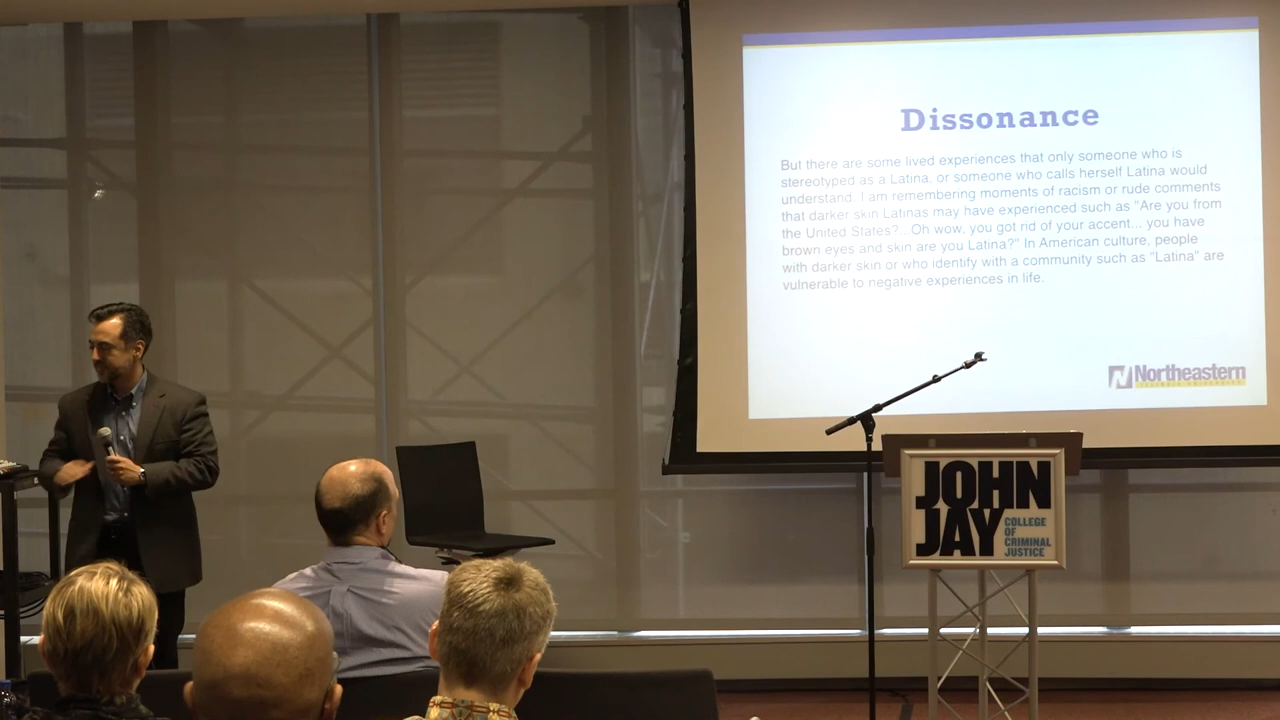 Dissonance
But there are some lived experiences that only someone who is
stereotyped as a Latina, or someone who calls herself Latina would
understand. I am remembering moments of racism or rude comments
that darker skin Latinas may have experienced such as "Are you from
the United States?...Oh wow, you got rid of your accent... you have
brown eyes and skin are you Latina?" In American culture, people
with darker skin or who identify with a community such as "Latina" are
vulnerable to negative experiences in life.
Northeastern
ILLINOIS UNIVERSITY
JOHN
JAY
COLLEGE
OF
CRIMINAL
JUSTICE